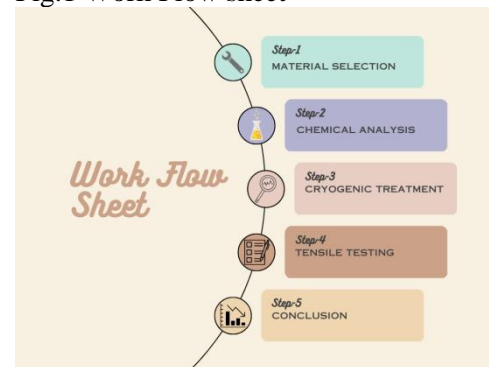 Fig.1 Work Flow sheet
Work Flow
Sheet
Step-1
MATERIAL SELECTION
Step-2
CHEMICAL ANALYSIS
Step-3
CRYOGENIC TREATMENT
Step-4
TENSILE TESTING
Step-5
CONCLUSION